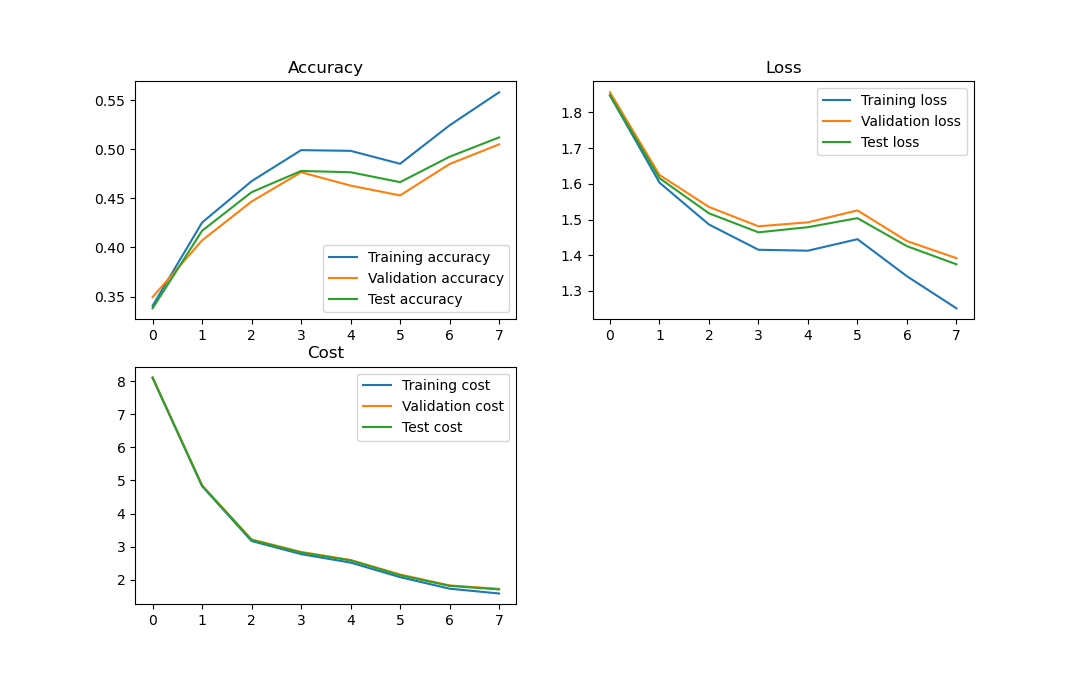 Accuracy
0.55
0.50
0.45
0.40
0.35
Training accuracy
Validation accuracy
Test accuracy
0 1 2 3 4 5 6 7
Loss
1.8
1.7
1.6
1.5
1.4
1.3
Training loss
Validation loss
Test loss
0 1 2 3 4 5 6 7
Cost
8
7
6
5
4
3
2
Training cost
Validation cost
Test cost
0 1 2 3 4 5 6 7